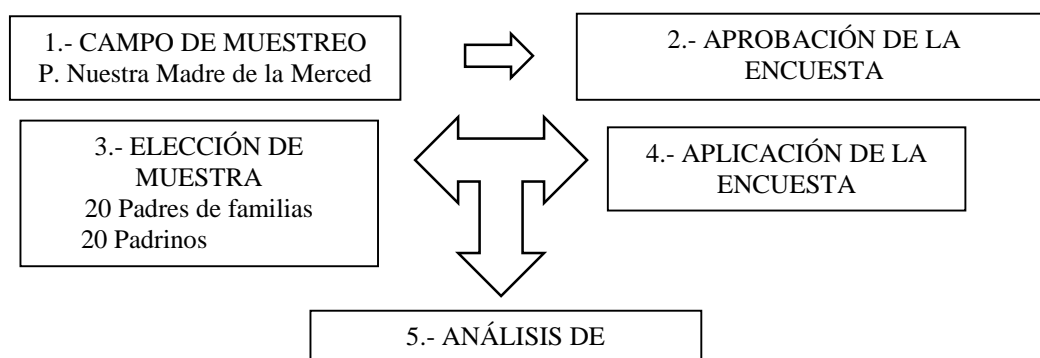 1.- CAMPO DE MUESTREO
P. Nuestra Madre de la Merced
2.- APROBACIÓN DE LA
ENCUESTA
3.- ELECCIÓN DE
MUESTRA
20 Padres de familias
20 Padrinos
4.- APLICACIÓN DE LA
ENCUESTA
5.- ANÁLISIS DE